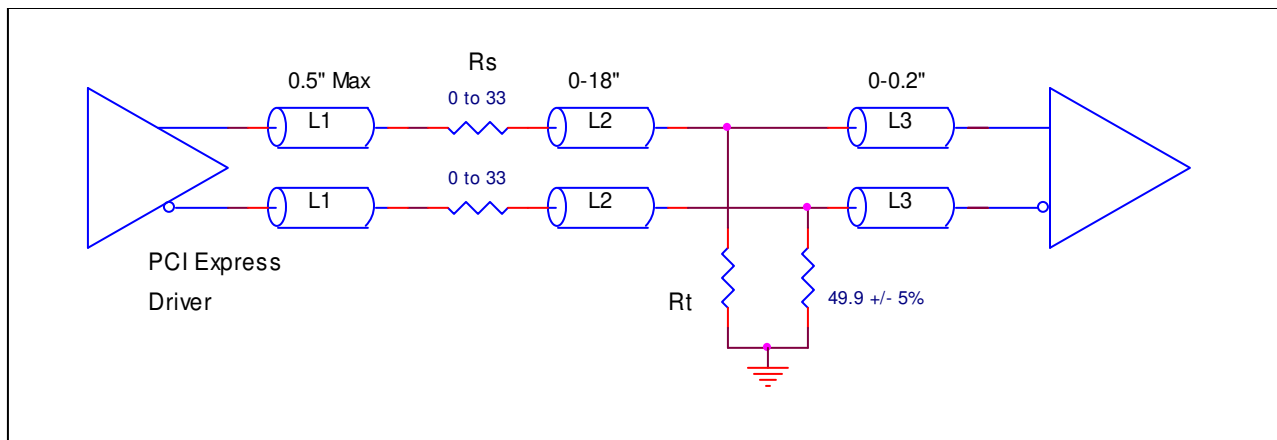 Rs
0.5" Max
0-18"
0-0.2"
0 to 33
L1
L2
L3
0 to 33
L1
L2
L3
PCI Express
Driver
Rt
49.9 +/- 5%